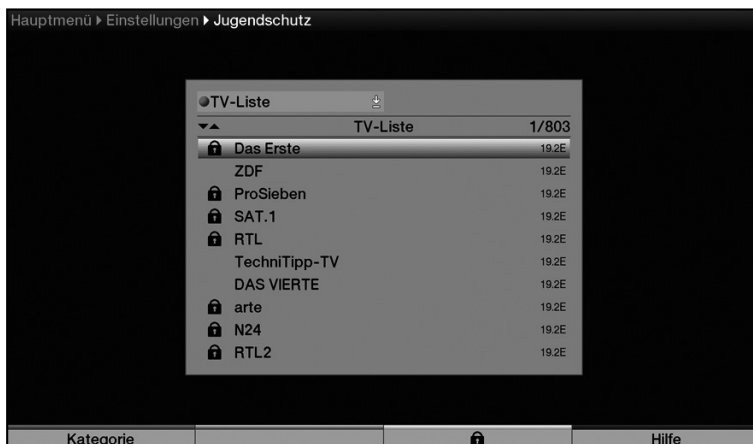 Hauptmenü Einstellungen Jugendschutz
TV-Liste
TV-Liste 1/803
Das Erste 19.2E
ZDF 19.2E
ProSieben 19.2E
SAT.1 19.2E
RTL 19.2E
TechniTipp-TV 19.2E
DAS VIERTE 19.2E
arte 19.2E
N24 19.2E
RTL2 19.2E
Kategorie Hilfe